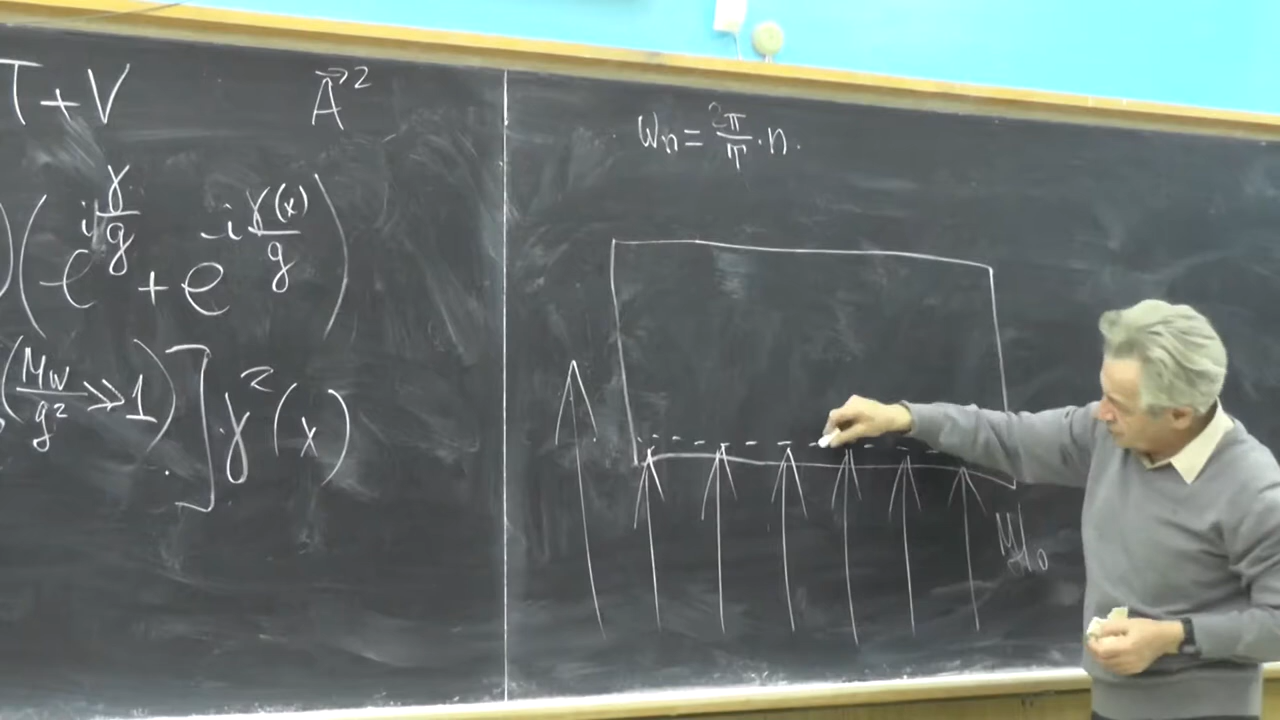 T+V
A⃗²
(e^{i γ/g} + e^{-i γ(x)/g})
(M_W/g² ≫ 1)] γ²(x)
ω_n = 2π/T · n.